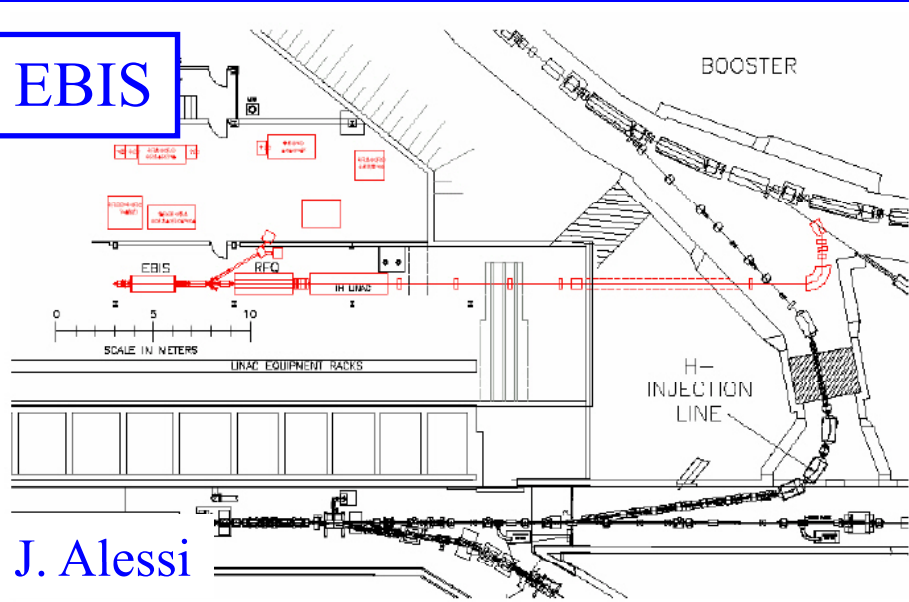 EBIS
BOOSTER
EBIS
RFQ
IH LINAC
0 5 10
SCALE IN METERS
LINAC EQUIPMENT RACKS
H–
INJECTION
LINE
J. Alessi